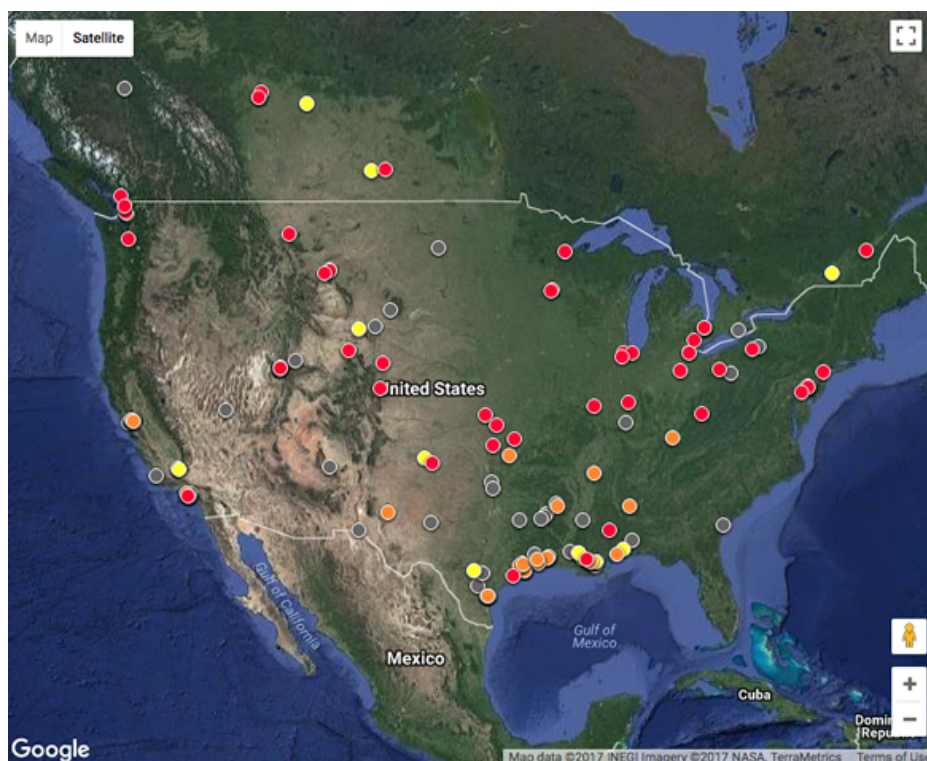 Map Satellite
United States
Gulf of California
Gulf of
Mexico
Mexico
Cuba
Google
Map data ©2017 INEGI Imagery ©2017 NASA, TerraMetrics Terms of